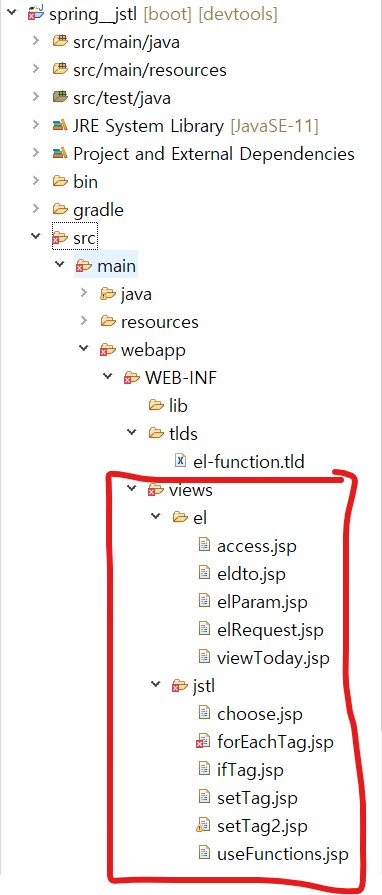 spring__jstl [boot] [devtools]
src/main/java
src/main/resources
src/test/java
JRE System Library [JavaSE-11]
Project and External Dependencies
bin
gradle
src
main
java
resources
webapp
WEB-INF
lib
tlds
el-function.tld
views
el
access.jsp
eldto.jsp
elParam.jsp
elRequest.jsp
viewToday.jsp
jstl
choose.jsp
forEachTag.jsp
ifTag.jsp
setTag.jsp
setTag2.jsp
useFunctions.jsp